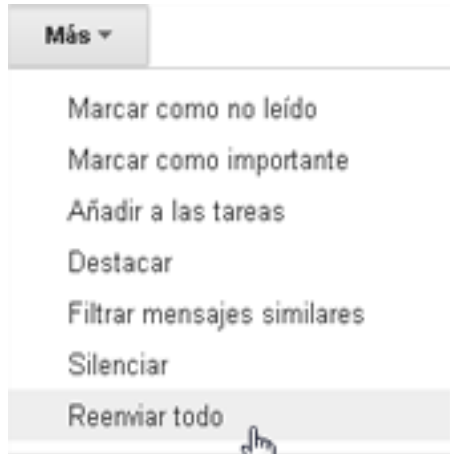 Más
Marcar como no leído
Marcar como importante
Añadir a las tareas
Destacar
Filtrar mensajes similares
Silenciar
Reenviar todo